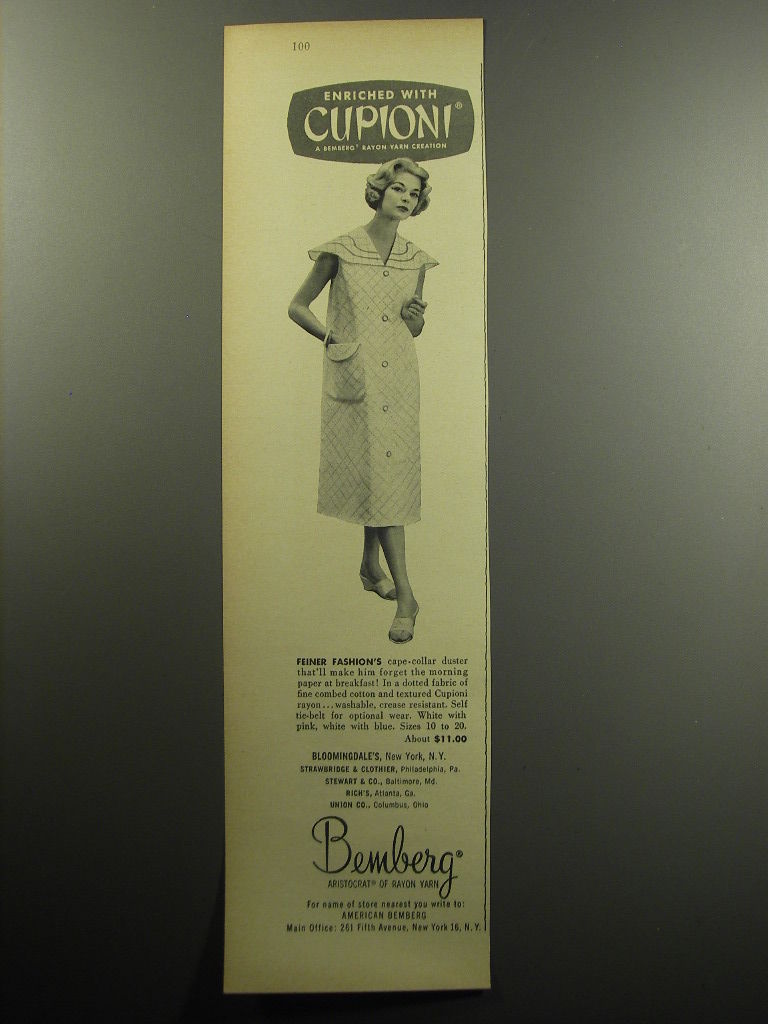 100
ENRICHED WITH
CUPIONI®
A BEMBERG® RAYON YARN CREATION
FEINER FASHION'S cape-collar duster
that'll make him forget the morning
paper at breakfast! In a dotted fabric of
fine combed cotton and textured Cupioni
rayon...washable, crease resistant. Self
tie-belt for optional wear. White with
pink, white with blue. Sizes 10 to 20.
About $11.00
BLOOMINGDALE'S, New York, N.Y.
STRAWBRIDGE & CLOTHIER, Philadelphia, Pa.
STEWART & CO., Baltimore, Md.
RICH'S, Atlanta, Ga.
UNION CO., Columbus, Ohio
Bemberg®
ARISTOCRAT® OF RAYON YARN
For name of store nearest you write to:
AMERICAN BEMBERG
Main Office: 261 Fifth Avenue, New York 16, N.Y.